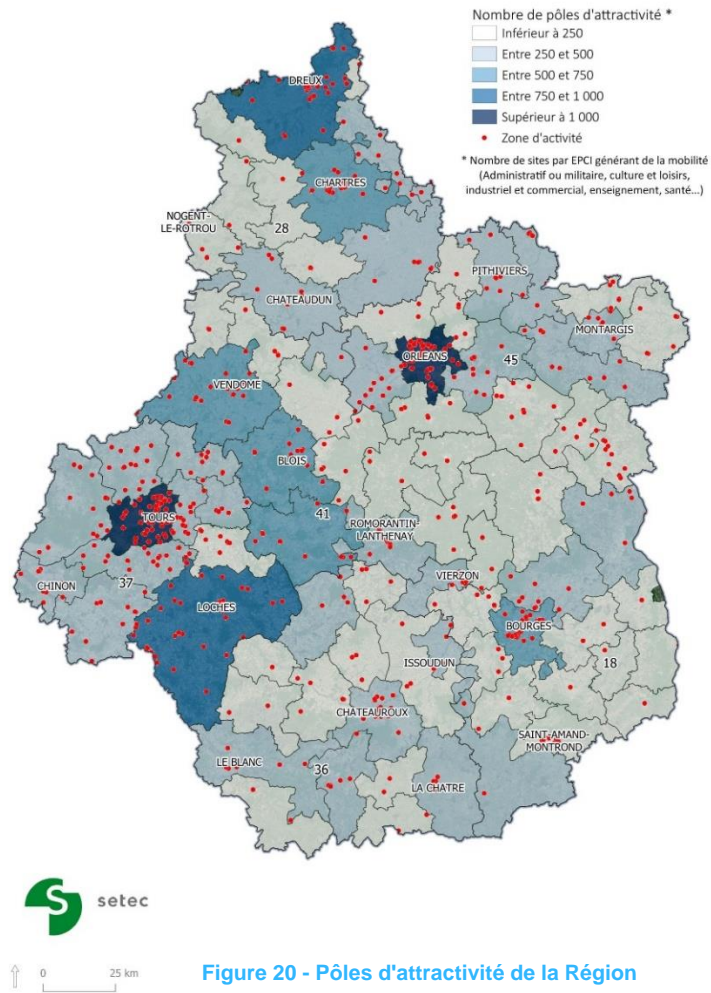 Nombre de pôles d'attractivité *
Inférieur à 250
Entre 250 et 500
Entre 500 et 750
Entre 750 et 1 000
Supérieur à 1 000
Zone d'activité
* Nombre de sites par EPCI générant de la mobilité
(Administratif ou militaire, culture et loisirs,
industriel et commercial, enseignement, santé...)
DREUX
CHARTRES
NOGENT-
LE-ROTROU
28
PITHIVIERS
CHATEAUDUN
MONTARGIS
ORLEANS
45
VENDOME
BLOIS
TOURS
41
ROMORANTIN-
LANTHENAY
CHINON
37
VIERZON
LOCHES
BOURGES
ISSOUDUN
18
CHATEAUROUX
SAINT-AMAND-
MONTROND
LE BLANC
36
LA CHATRE
S
setec
0
25 km
Figure 20 - Pôles d'attractivité de la Région